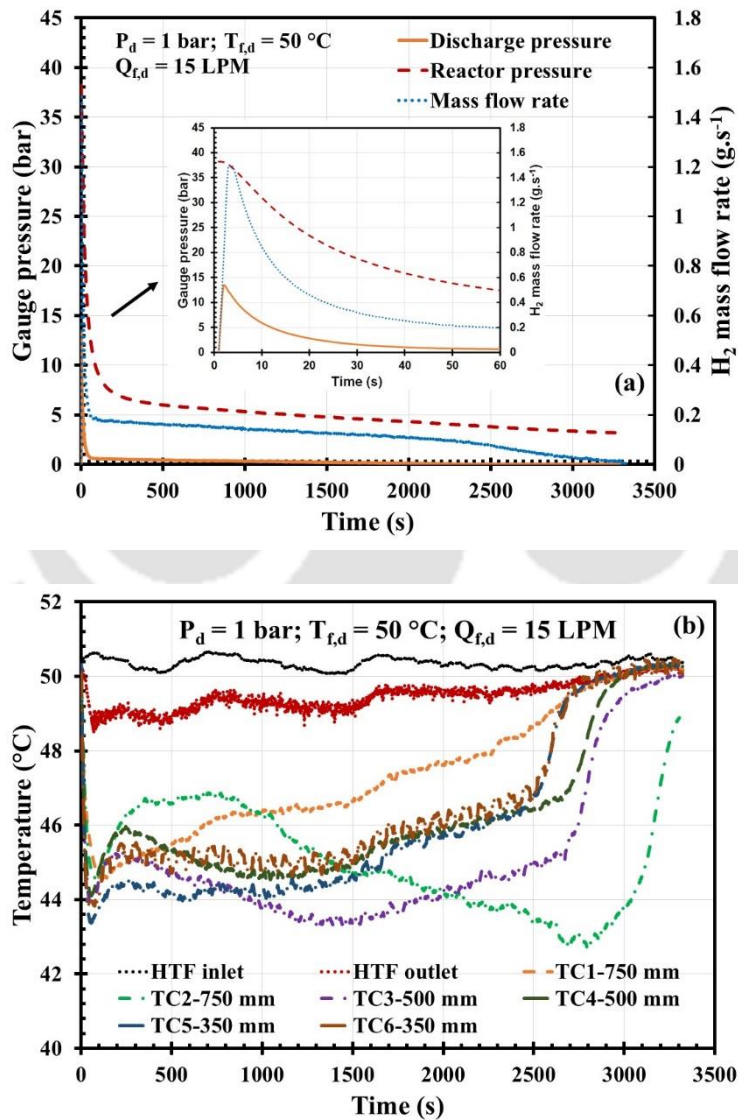 P_d = 1 bar; T_f,d = 50 °C
Q_f,d = 15 LPM
Discharge pressure
Reactor pressure
Mass flow rate
Gauge pressure (bar)
45
40
35
30
25
20
15
10
5
0
H₂ mass flow rate (g.s⁻¹)
1.8
1.6
1.4
1.2
1
0.8
0.6
0.4
0.2
0
Gauge pressure (bar)
45
40
35
30
25
20
15
10
5
0
H₂ mass flow rate (g.s⁻¹)
1.8
1.6
1.4
1.2
1.0
0.8
0.6
0.4
0.2
0.0
0 10 20 30 40 50 60
Time (s)
(a)
0 500 1000 1500 2000 2500 3000 3500
Time (s)
P_d = 1 bar; T_f,d = 50 °C; Q_f,d = 15 LPM
(b)
Temperature (°C)
52
50
48
46
44
42
40
HTF inlet HTF outlet TC1-750 mm
TC2-750 mm TC3-500 mm TC4-500 mm
TC5-350 mm TC6-350 mm
0 500 1000 1500 2000 2500 3000 3500
Time (s)